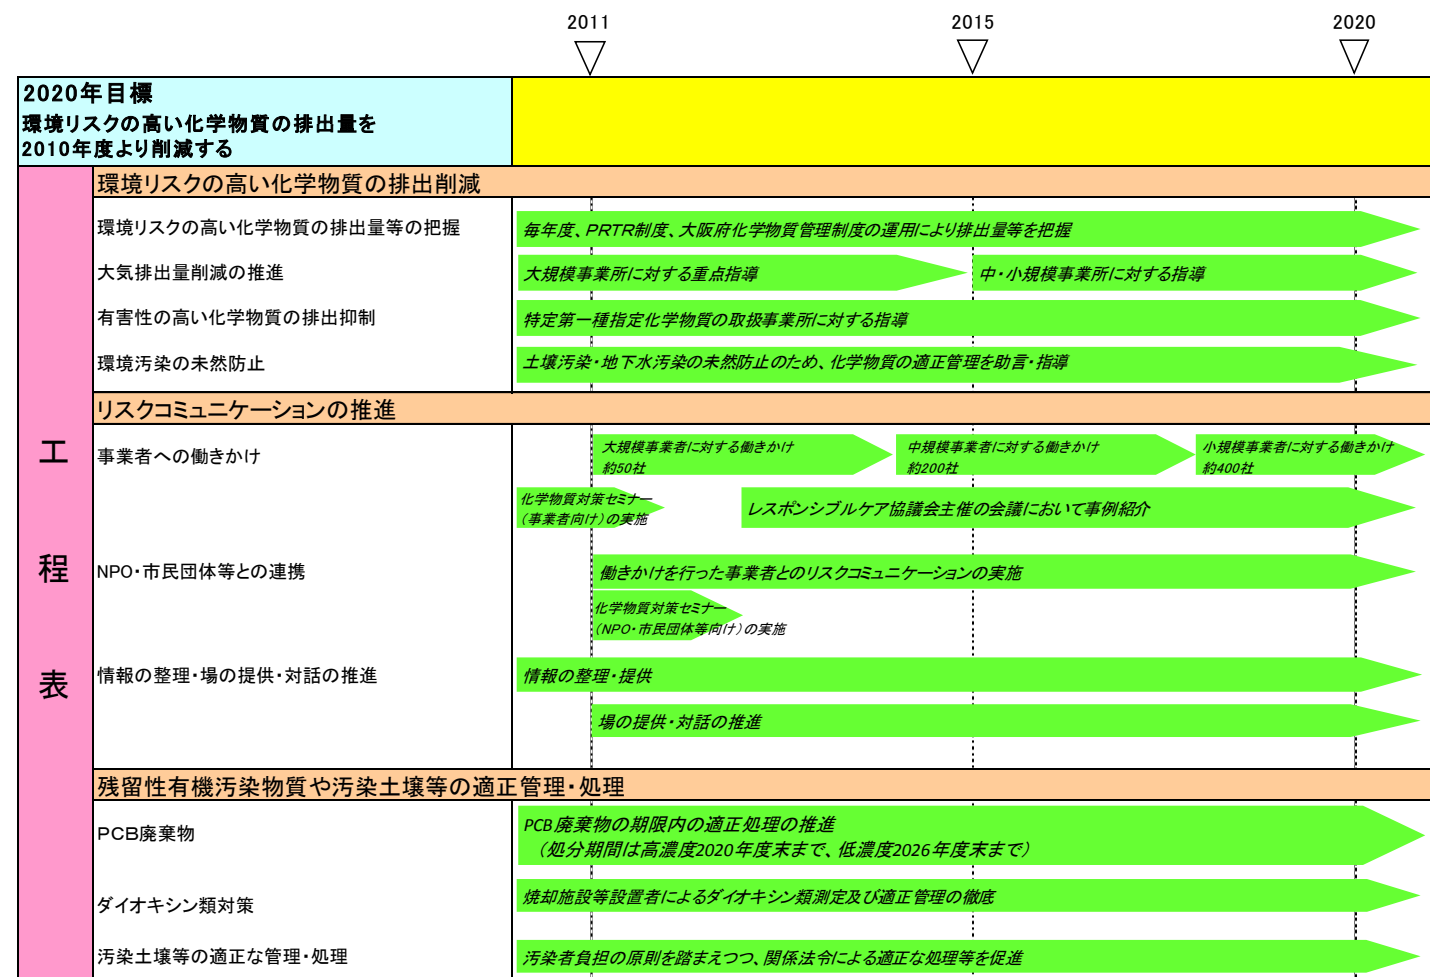 2011
2015
2020
2020年目標
環境リスクの高い化学物質の排出量を
2010年度より削減する
工
程
表
環境リスクの高い化学物質の排出削減
環境リスクの高い化学物質の排出量等の把握
毎年度、PRTR制度、大阪府化学物質管理制度の運用により排出量等を把握
大気排出量削減の推進
大規模事業所に対する重点指導
中・小規模事業所に対する指導
有害性の高い化学物質の排出抑制
特定第一種指定化学物質の取扱事業所に対する指導
環境汚染の未然防止
土壌汚染・地下水汚染の未然防止のため、化学物質の適正管理を助言・指導
リスクコミュニケーションの推進
事業者への働きかけ
大規模事業者に対する働きかけ
約50社
中規模事業者に対する働きかけ
約200社
小規模事業者に対する働きかけ
約400社
化学物質対策セミナー
（事業者向け）の実施
レスポンシブルケア協議会主催の会議において事例紹介
NPO・市民団体等との連携
働きかけを行った事業者とのリスクコミュニケーションの実施
化学物質対策セミナー
（NPO・市民団体等向け）の実施
情報の整理・場の提供・対話の推進
情報の整理・提供
場の提供・対話の推進
残留性有機汚染物質や汚染土壌等の適正管理・処理
PCB廃棄物
PCB廃棄物の期限内の適正処理の推進
（処分期間は高濃度2020年度末まで、低濃度2026年度末まで）
ダイオキシン類対策
焼却施設等設置者によるダイオキシン類測定及び適正管理の徹底
汚染土壌等の適正な管理・処理
汚染者負担の原則を踏まえつつ、関係法令による適正な処理等を促進